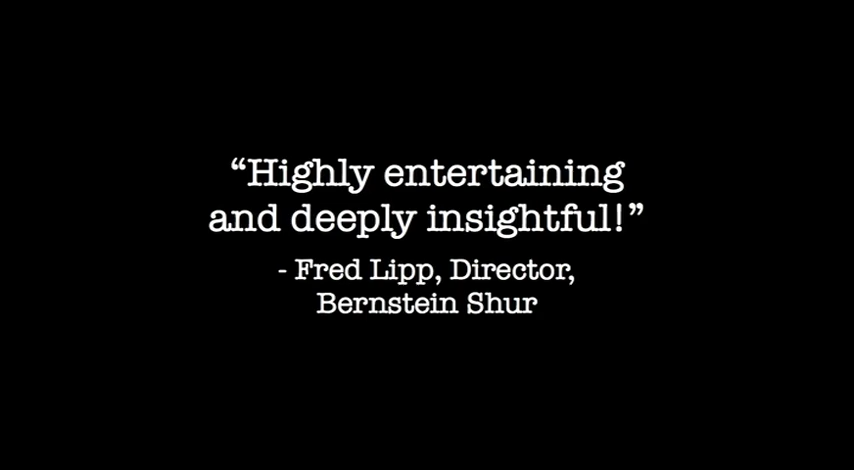 “Highly entertaining
and deeply insightful!”
- Fred Lipp, Director,
Bernstein Shur